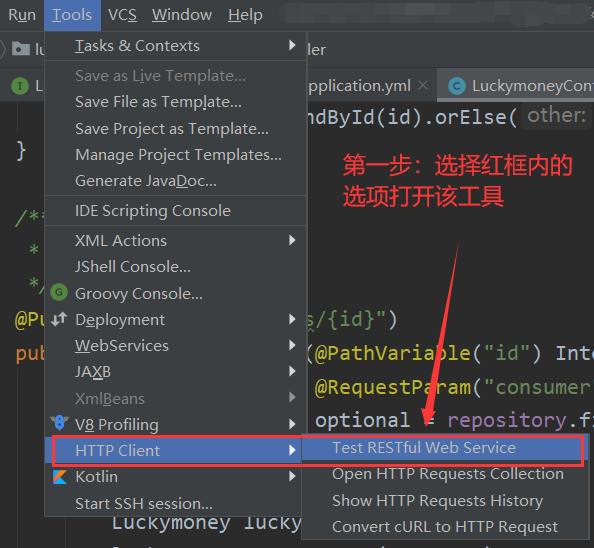 Run Tools VCS Window Help
lu ler
Tasks & Contexts
L pplication.yml LuckymoneyCont
Save as Live Template...
Save File as Template...
ndById(id).orElse( other:
Save Project as Template...
}
Manage Project Templates...
第一步：选择红框内的
选项打开该工具
Generate JavaDoc...
IDE Scripting Console
/**
XML Actions
*
JShell Console...
*/
Groovy Console...
@Pu s/{id}")
Deployment
WebServices
pub (@PathVariable("id") Inte
JAXB
@RequestParam("consumer
XmlBeans
V8 Profiling
optional = repository.fi
HTTP Client
Test RESTful Web Service
Kotlin
Open HTTP Requests Collection
Start SSH session...
Show HTTP Requests History
Luckymoney luck
Convert cURL to HTTP Request